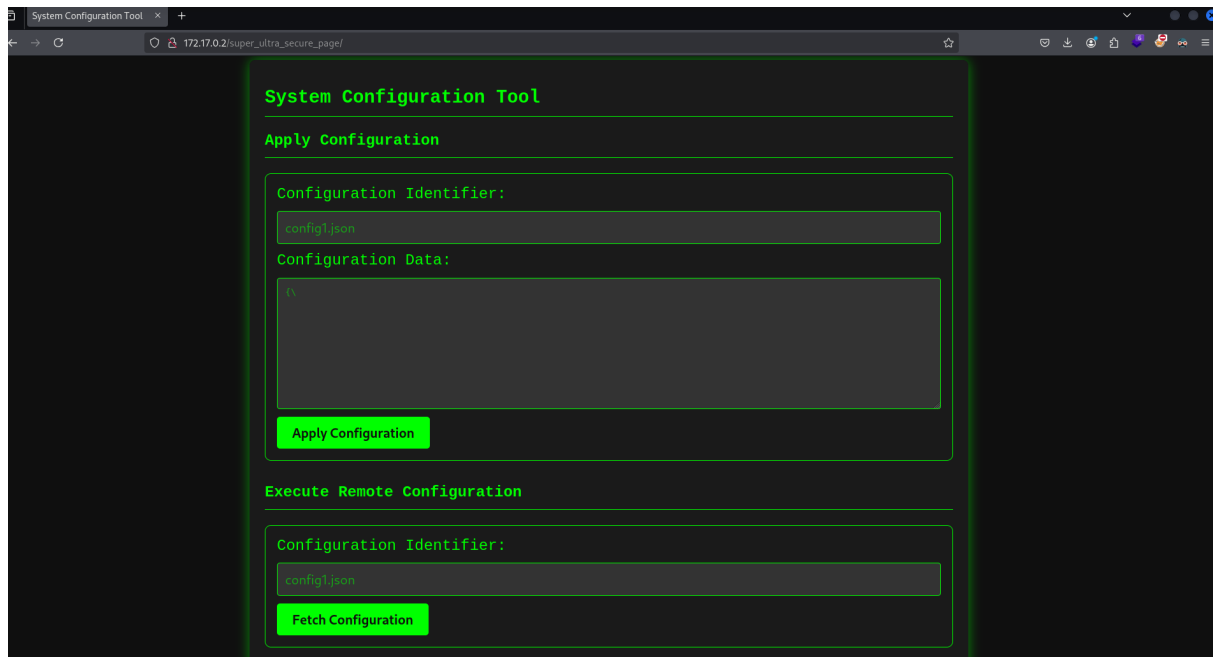 System Configuration Tool
172.17.0.2/super_ultra_secure_page/
System Configuration Tool
Apply Configuration
Configuration Identifier:
config1.json
Configuration Data:
{\
Apply Configuration
Execute Remote Configuration
Configuration Identifier:
config1.json
Fetch Configuration